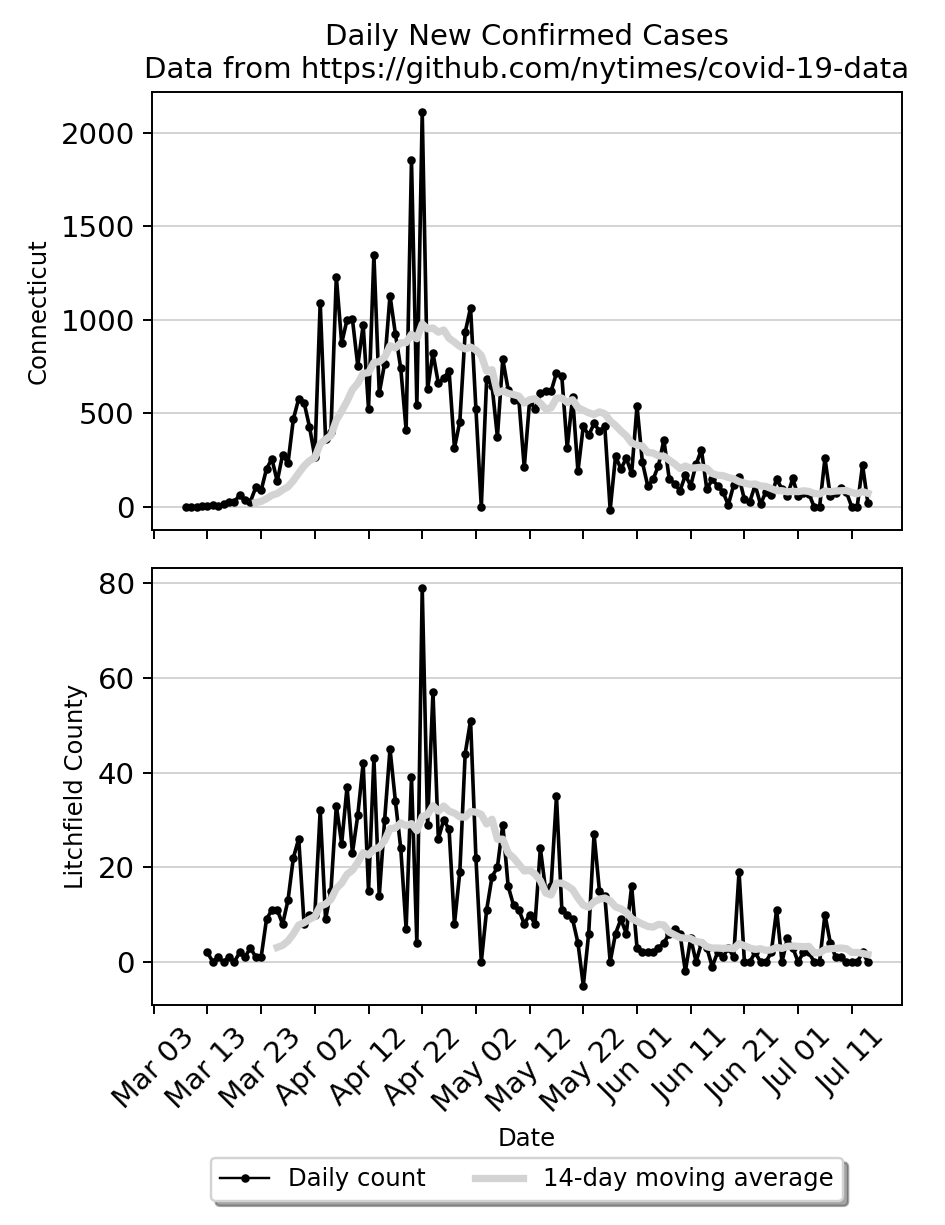 Daily New Confirmed Cases
Data from https://github.com/nytimes/covid-19-data
Connecticut
2000
1500
1000
500
0
Litchfield County
80
60
40
20
0
Mar 03
Mar 13
Mar 23
Apr 02
Apr 12
Apr 22
May 02
May 12
May 22
Jun 01
Jun 11
Jun 21
Jul 01
Jul 11
Date
Daily count
14-day moving average